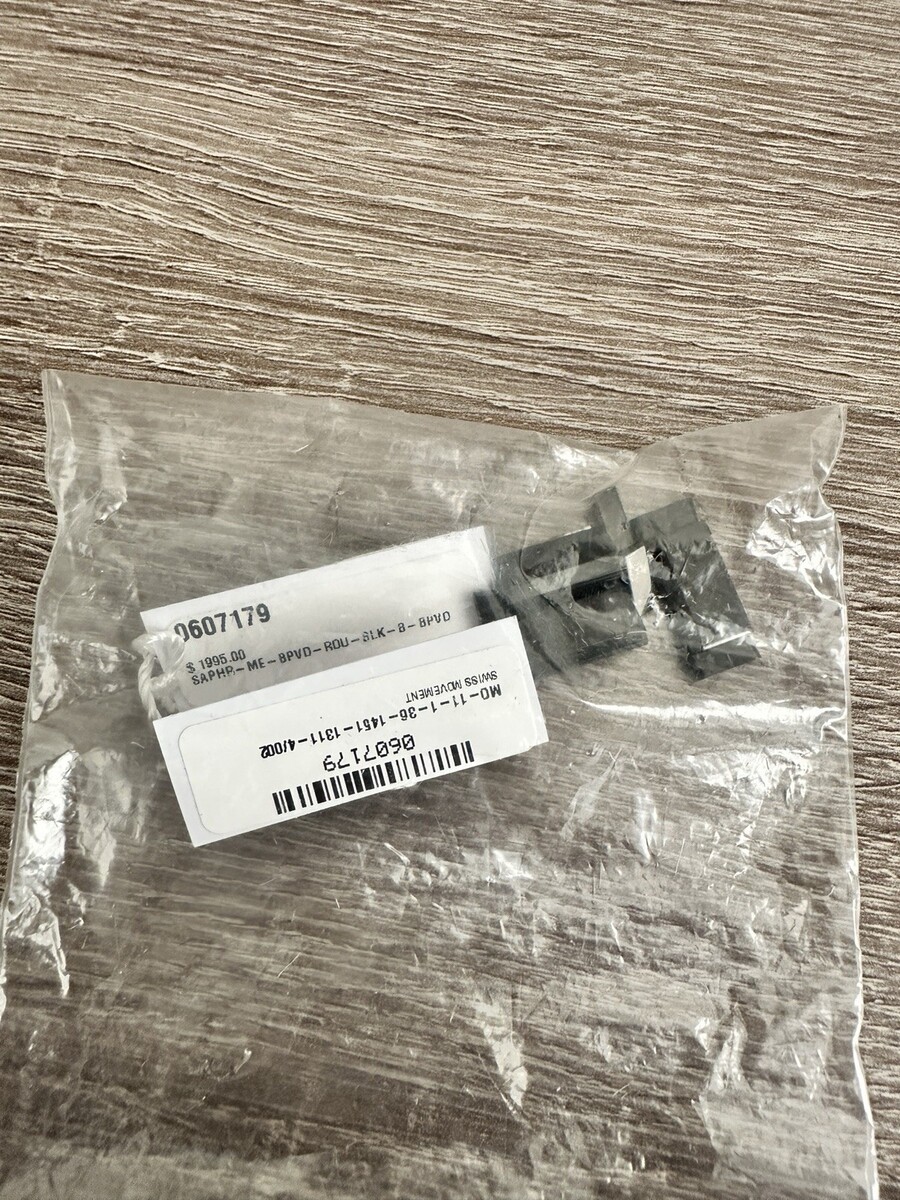 0607179
$ 1995.00
SAPHR-ME-BPVD-ROU-BLK-B-BPVD
0607179
MO-11-1-36-1451-1311-4/002
SWISS MOVEMENT